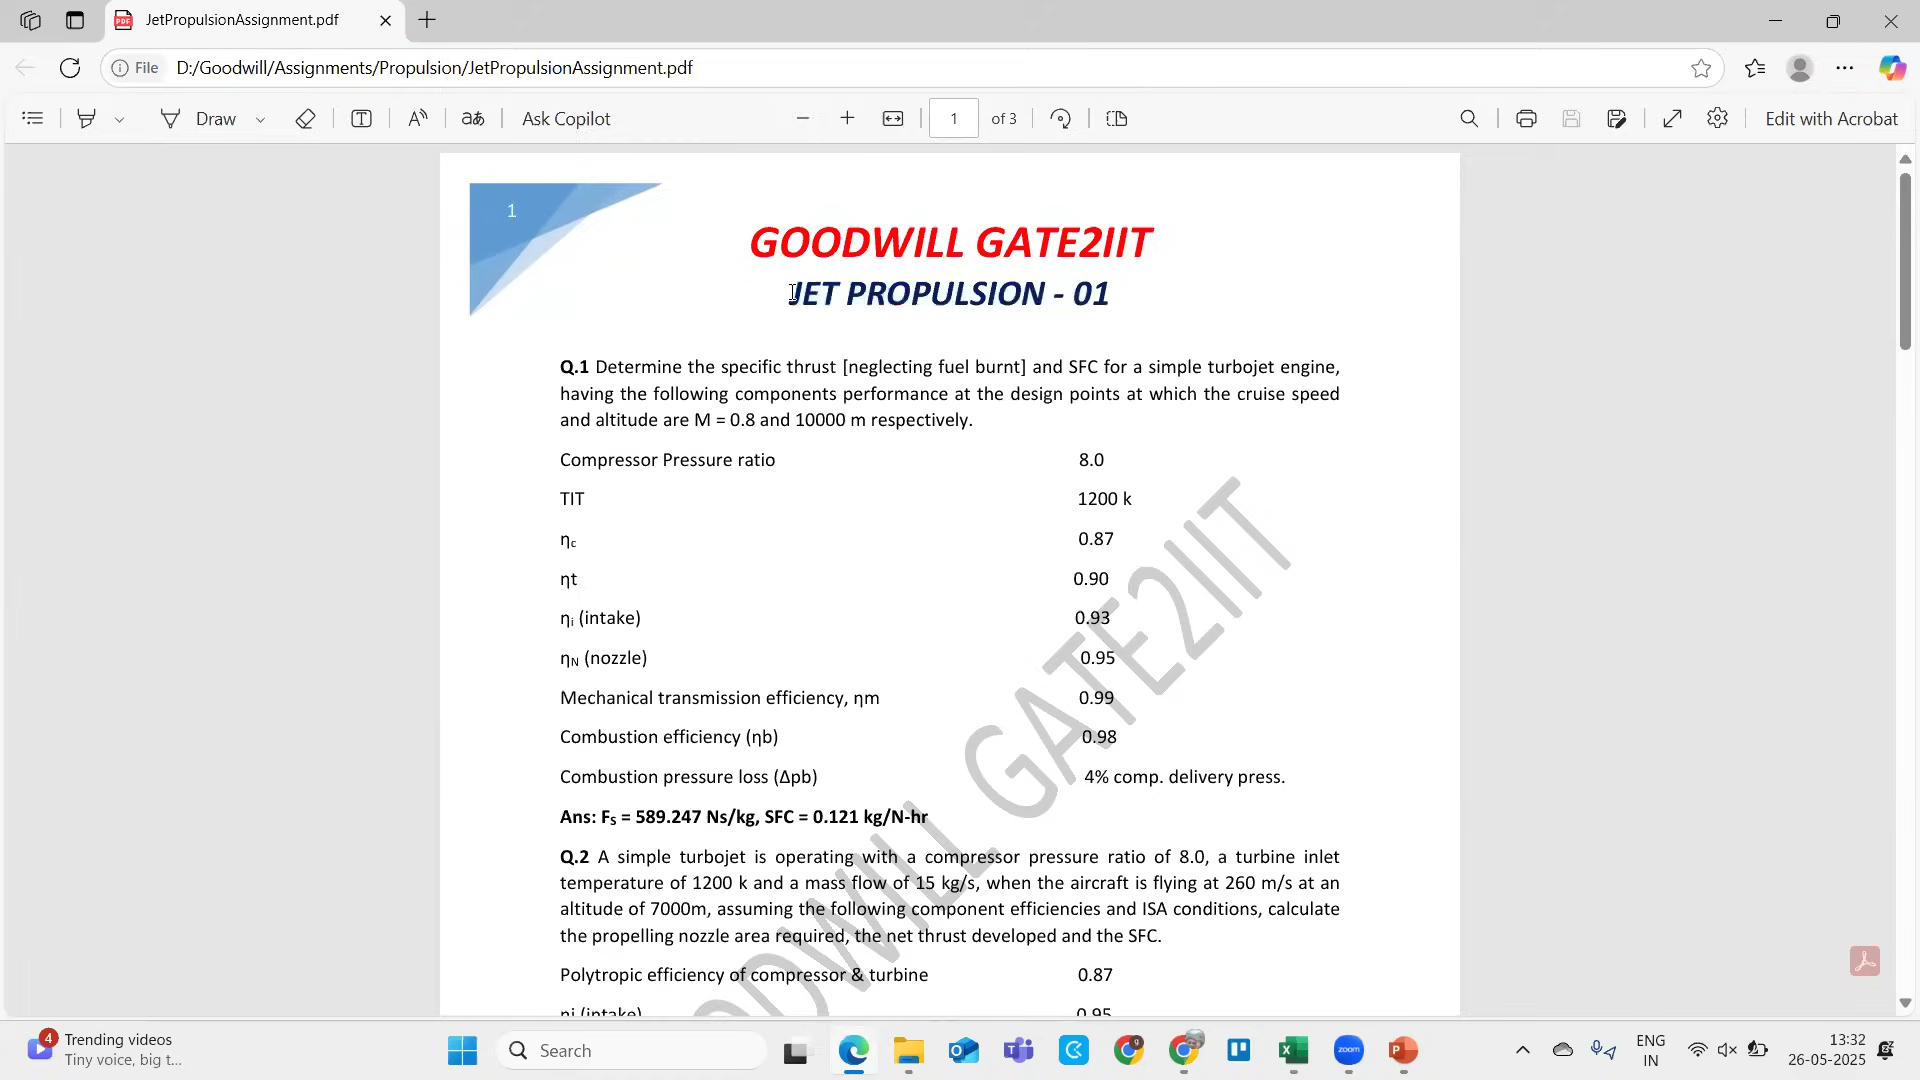 JetPropulsionAssignment.pdf
File D:/Goodwill/Assignments/Propulsion/JetPropulsionAssignment.pdf
Draw aあ Ask Copilot 1 of 3 Edit with Acrobat
1
GOODWILL GATE2IIT
JET PROPULSION - 01
Q.1 Determine the specific thrust [neglecting fuel burnt] and SFC for a simple turbojet engine,
having the following components performance at the design points at which the cruise speed
and altitude are M = 0.8 and 10000 m respectively.
Compressor Pressure ratio 8.0
TIT 1200 k
ηc 0.87
ηt 0.90
ηi (intake) 0.93
ηN (nozzle) 0.95
Mechanical transmission efficiency, ηm 0.99
Combustion efficiency (ηb) 0.98
Combustion pressure loss (Δpb) 4% comp. delivery press.
Ans: FS = 589.247 Ns/kg, SFC = 0.121 kg/N-hr
Q.2 A simple turbojet is operating with a compressor pressure ratio of 8.0, a turbine inlet
temperature of 1200 k and a mass flow of 15 kg/s, when the aircraft is flying at 260 m/s at an
altitude of 7000m, assuming the following component efficiencies and ISA conditions, calculate
the propelling nozzle area required, the net thrust developed and the SFC.
Polytropic efficiency of compressor & turbine 0.87
ηi (intake) 0.95
GOODWILL GATE2IIT
4 Trending videos
Tiny voice, big t...
Search
zoom
ENG
IN
13:32
26-05-2025